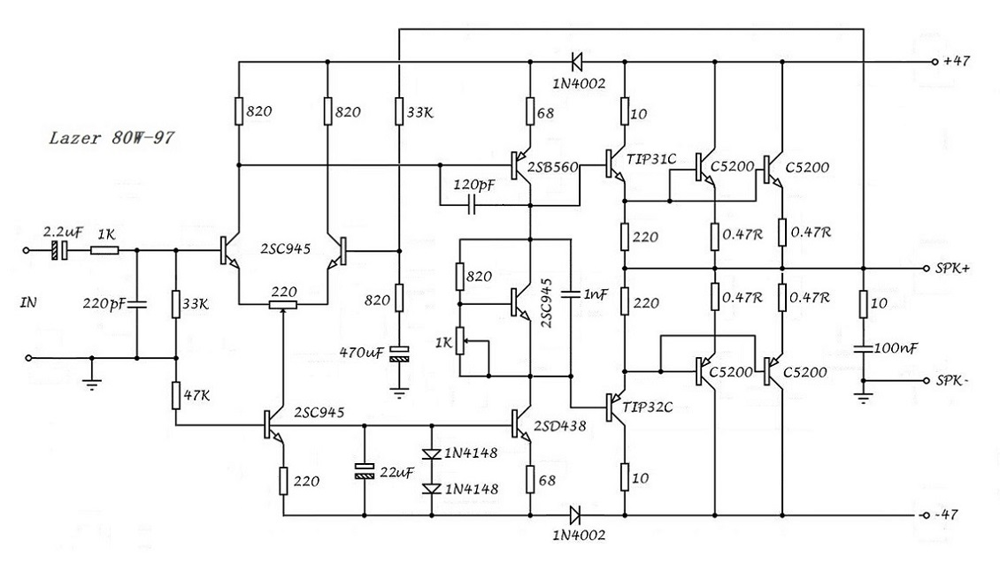 +47
1N4002
820
820
33K
68
10
Lazer 80W-97
2SB560
TIP31C
C5200
C5200
120pF
2.2uF
1K
2SC945
220
0.47R
0.47R
SPK+
IN
220pF
33K
220
820
820
2SC945
1nF
220
0.47R
0.47R
10
1K
470uF
100nF
47K
C5200
C5200
SPK-
2SC945
2SD438
TIP32C
1N4148
22uF
220
1N4148
68
10
-47
1N4002